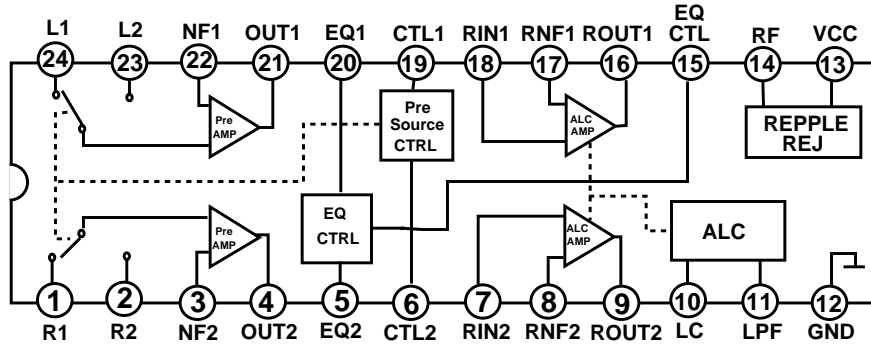 L1 L2 NF1 OUT1 EQ1 CTL1 RIN1 RNF1 ROUT1 EQ CTL RF VCC
24 23 22 21 20 19 18 17 16 15 14 13
Pre AMP
Pre Source CTRL
ALC AMP
REPPLE REJ
EQ CTRL
Pre AMP
ALC AMP
ALC
1 2 3 4 5 6 7 8 9 10 11 12
R1 R2 NF2 OUT2 EQ2 CTL2 RIN2 RNF2 ROUT2 LC LPF GND